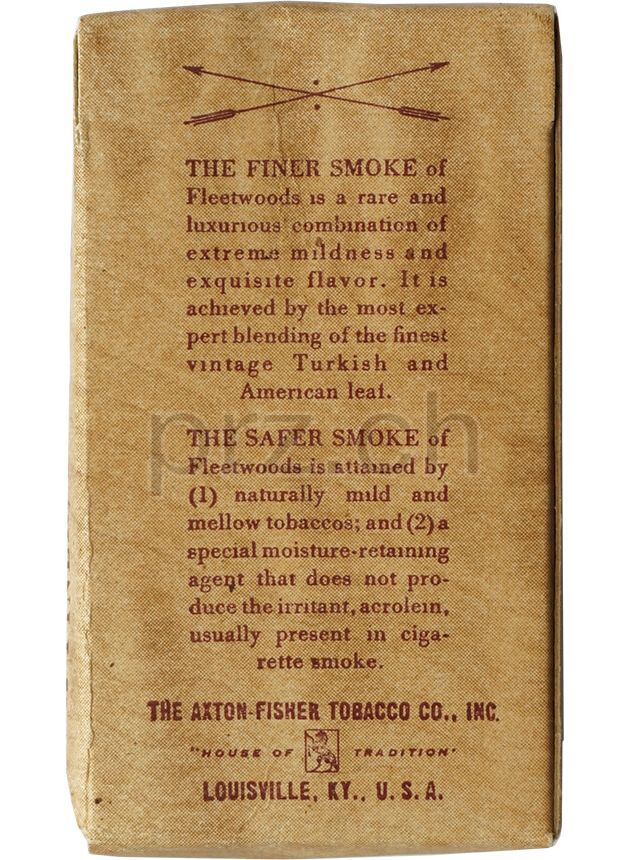 THE FINER SMOKE of
Fleetwoods is a rare and
luxurious combination of
extreme mildness and
exquisite flavor. It is
achieved by the most ex-
pert blending of the finest
vintage Turkish and
American leaf.
prz.ch
THE SAFER SMOKE of
Fleetwoods is attained by
(1) naturally mild and
mellow tobaccos; and (2) a
special moisture-retaining
agent that does not pro-
duce the irritant, acrolein,
usually present in ciga-
rette smoke.
THE AXTON-FISHER TOBACCO CO., INC.
"HOUSE OF TRADITION"
LOUISVILLE, KY., U. S. A.